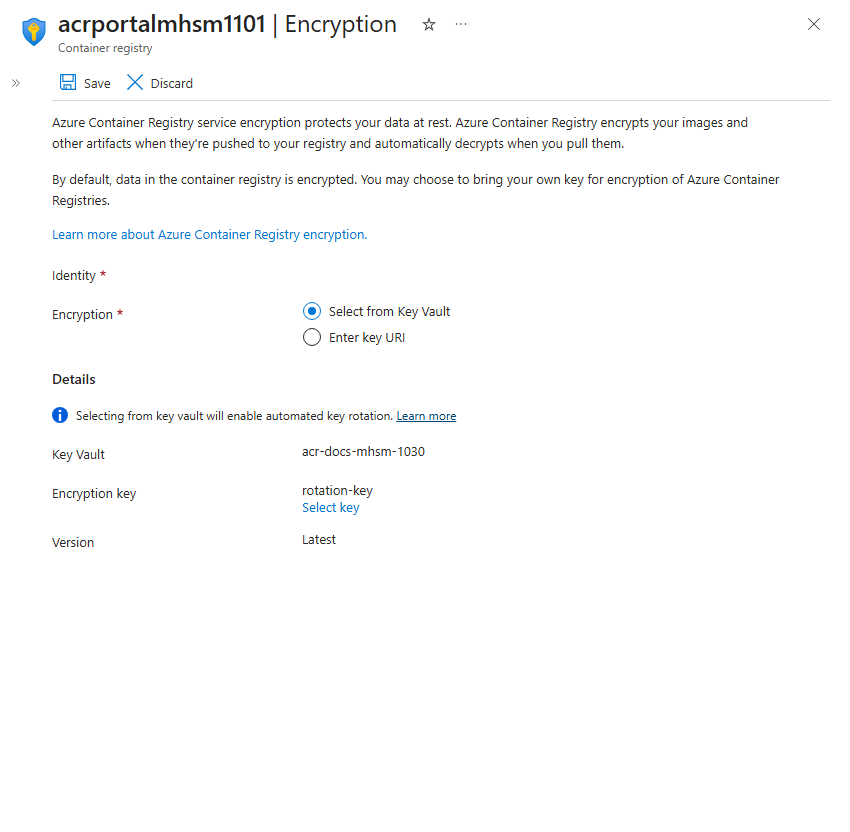 acrportalmhsm1101 | Encryption
Container registry
Save Discard
Azure Container Registry service encryption protects your data at rest. Azure Container Registry encrypts your images and
other artifacts when they're pushed to your registry and automatically decrypts when you pull them.
By default, data in the container registry is encrypted. You may choose to bring your own key for encryption of Azure Container
Registries.
Learn more about Azure Container Registry encryption.
Identity *
Encryption *
Select from Key Vault
Enter key URI
Details
Selecting from key vault will enable automated key rotation. Learn more
Key Vault acr-docs-mhsm-1030
Encryption key rotation-key
Select key
Version Latest